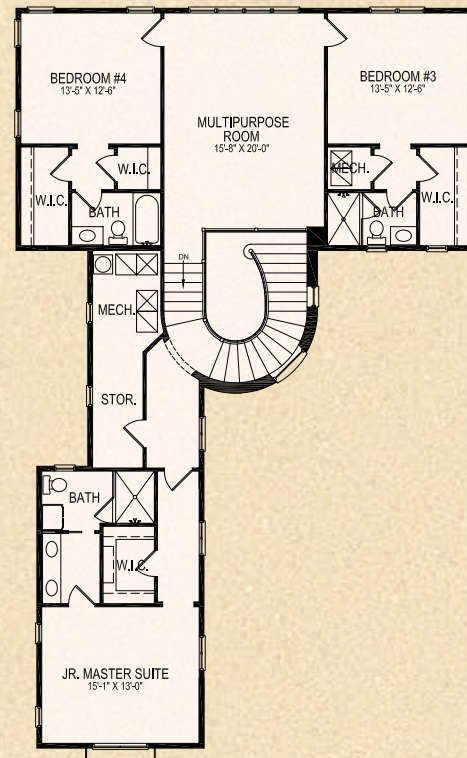 BEDROOM #4
13'-5" X 12'-6"
BEDROOM #3
13'-5" X 12'-6"
MULTIPURPOSE
ROOM
15'-8" X 20'-0"
W.I.C.
W.I.C.
BATH
MECH.
W.I.C.
BATH
DN
MECH.
STOR.
BATH
W.I.C.
JR. MASTER SUITE
15'-1" X 13'-0"